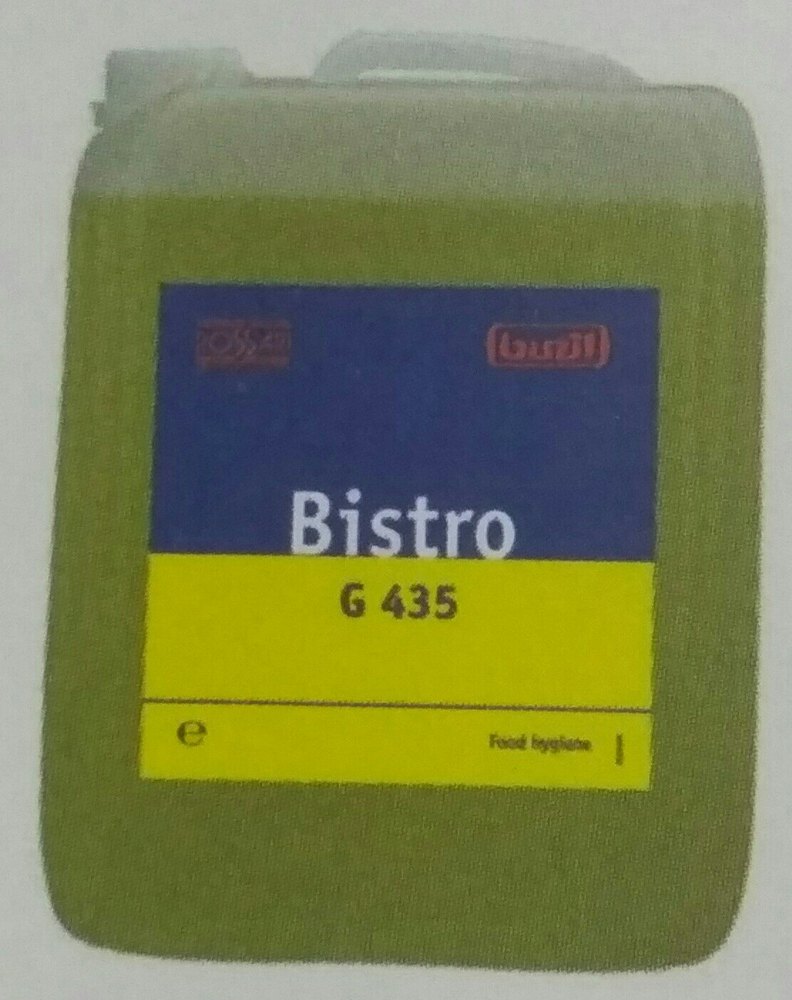 buzil
Bistro
G 435
e
Food hygiene